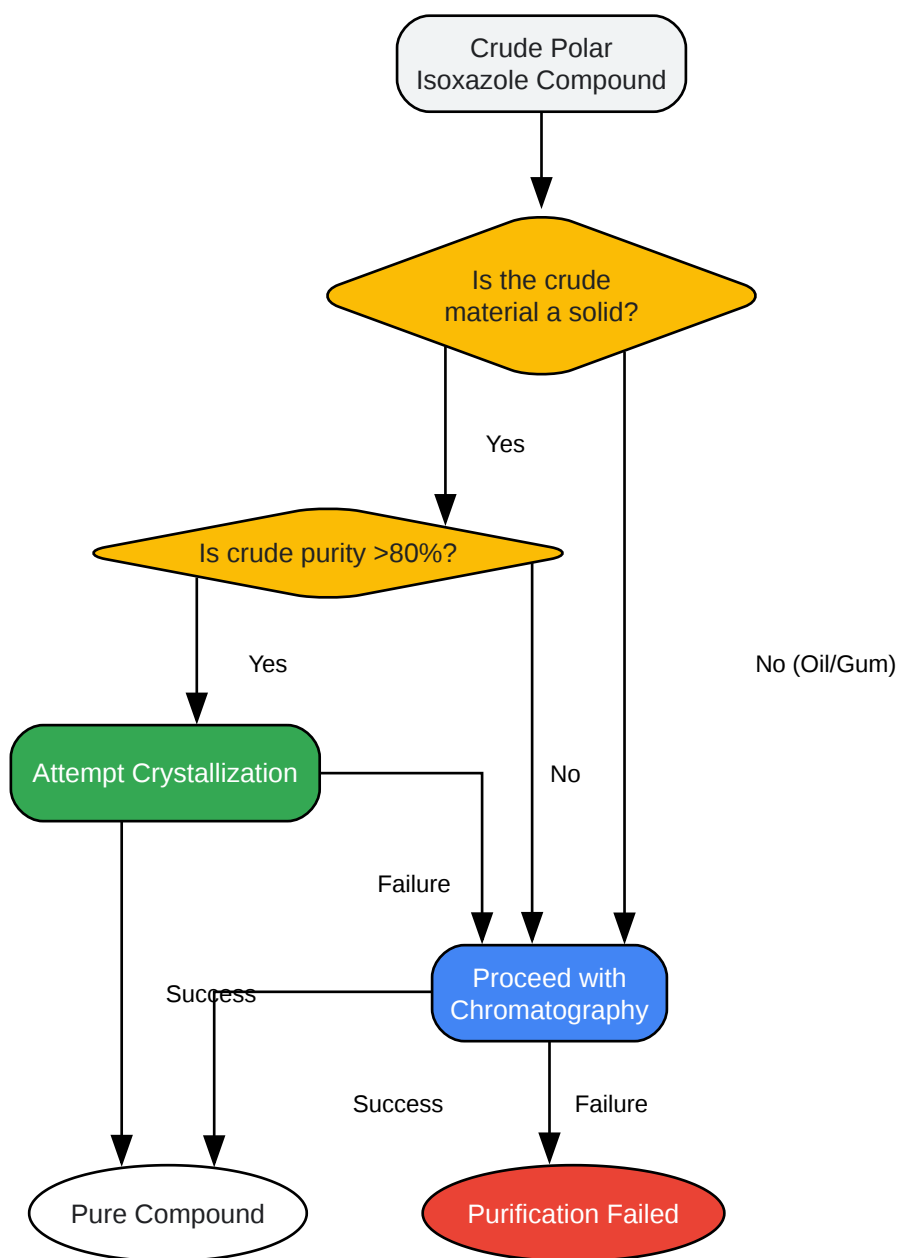 Crude Polar
Isoxazole Compound
Is the crude
material a solid?
Yes
Is crude purity >80%?
Yes
No (Oil/Gum)
Attempt Crystallization
No
Failure
Proceed with
Chromatography
Success
Success
Failure
Pure Compound
Purification Failed